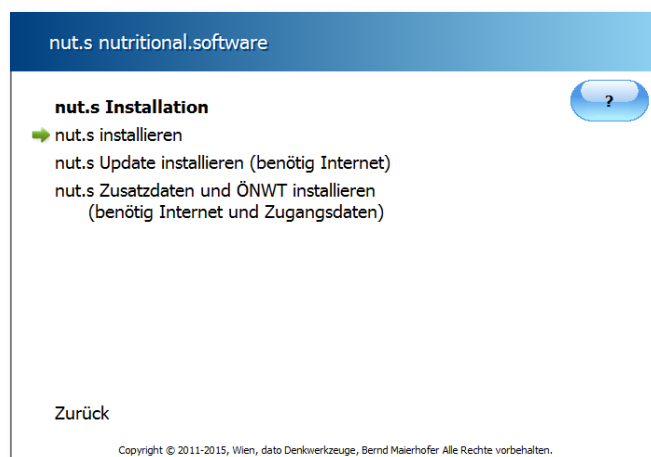 nut.s nutritional.software
?
nut.s Installation
nut.s installieren
nut.s Update installieren (benötig Internet)
nut.s Zusatzdaten und ÖNWT installieren
(benötig Internet und Zugangsdaten)
Zurück
Copyright © 2011-2015, Wien, dato Denkwerkzeuge, Bernd Maierhofer Alle Rechte vorbehalten.